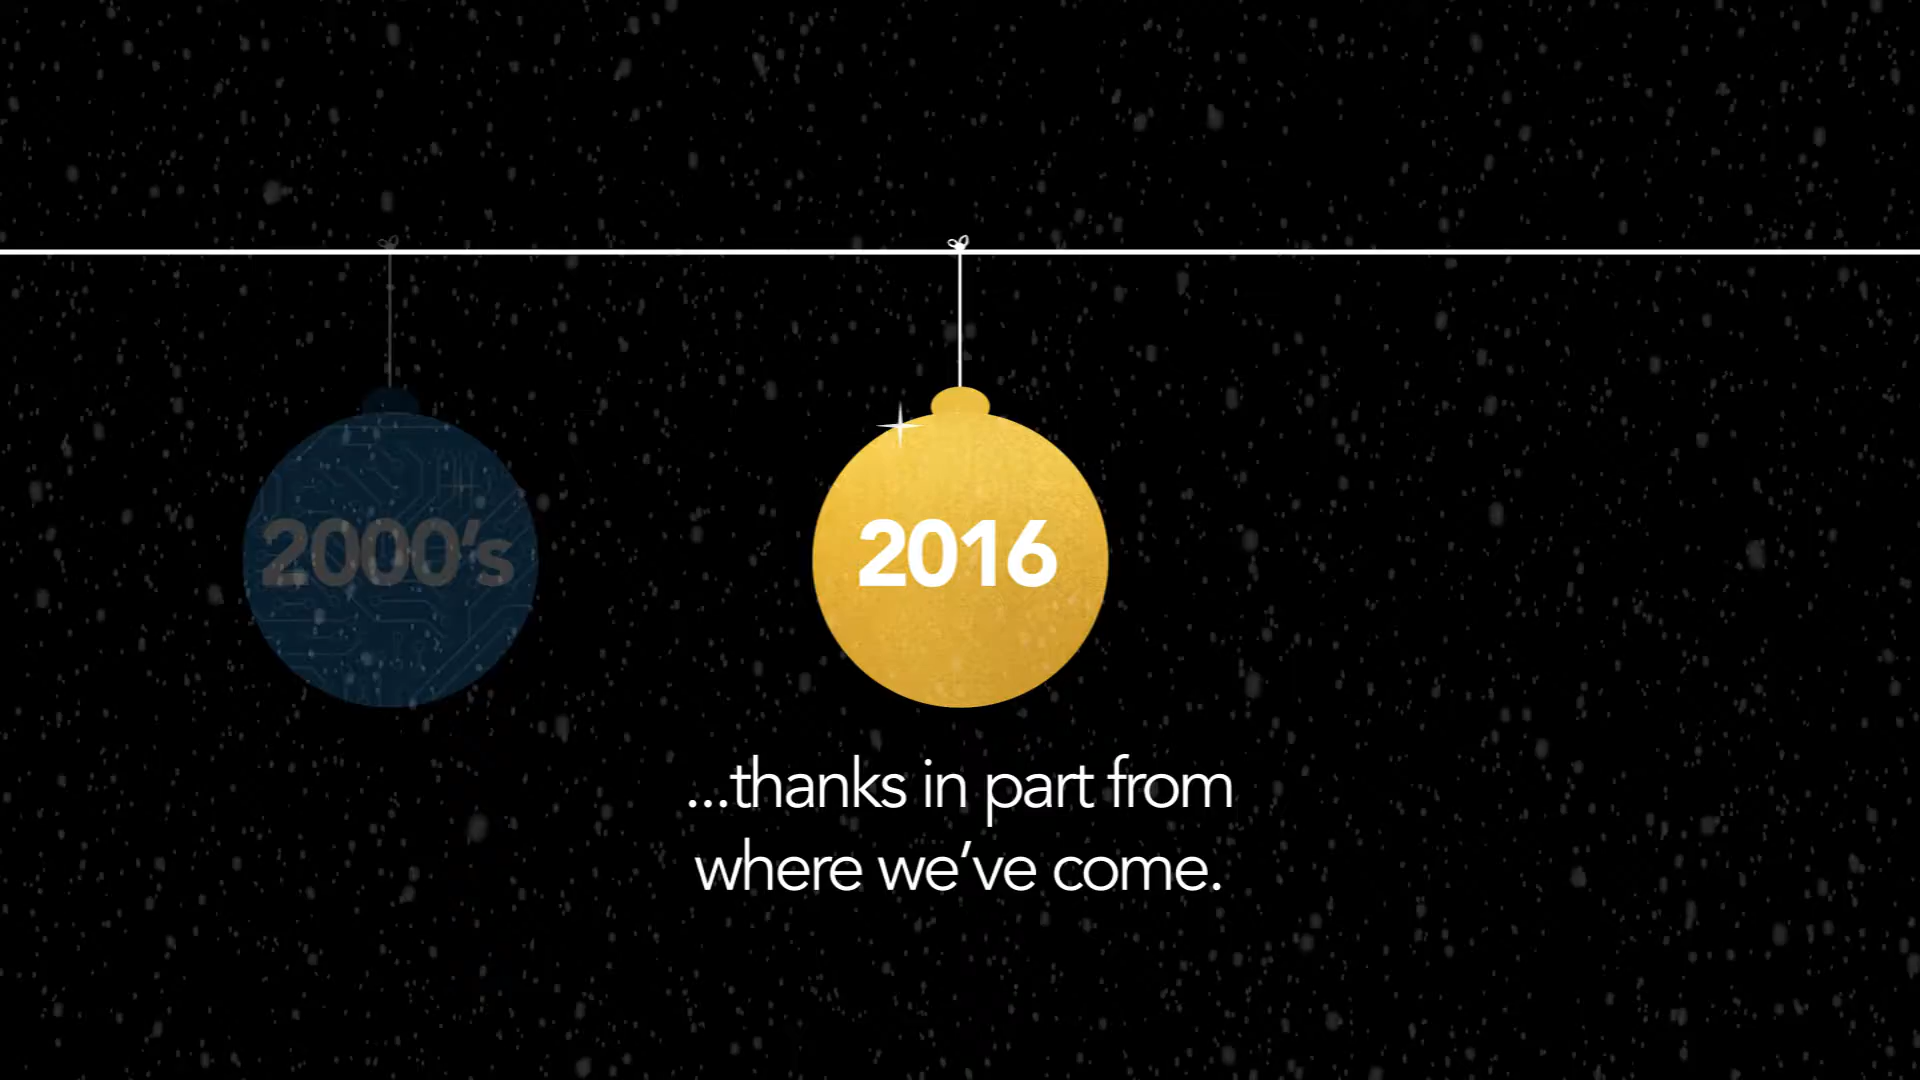 2000's
2016
...thanks in part from
where we've come.